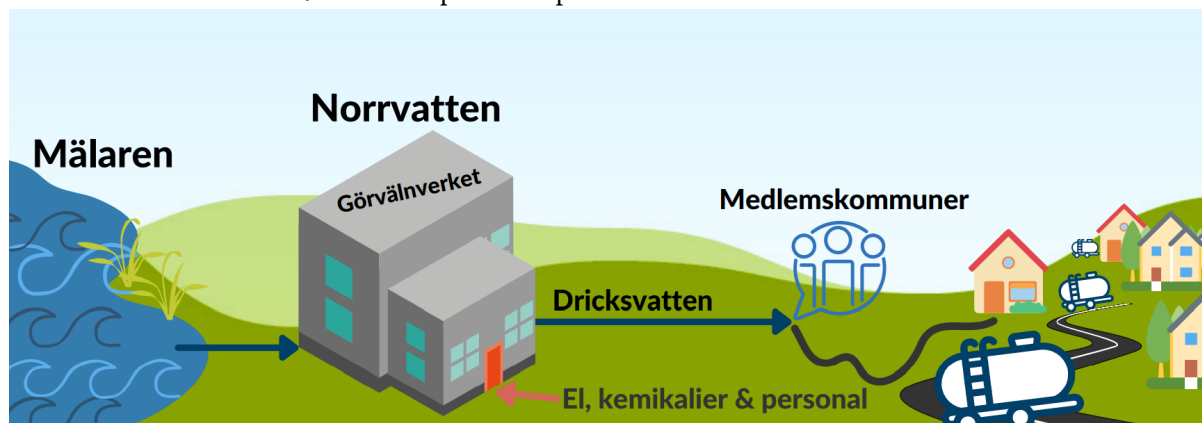 Norrvatten
Mälaren
Görvälnverket
Medlemskommuner
Dricksvatten
El, kemikalier & personal